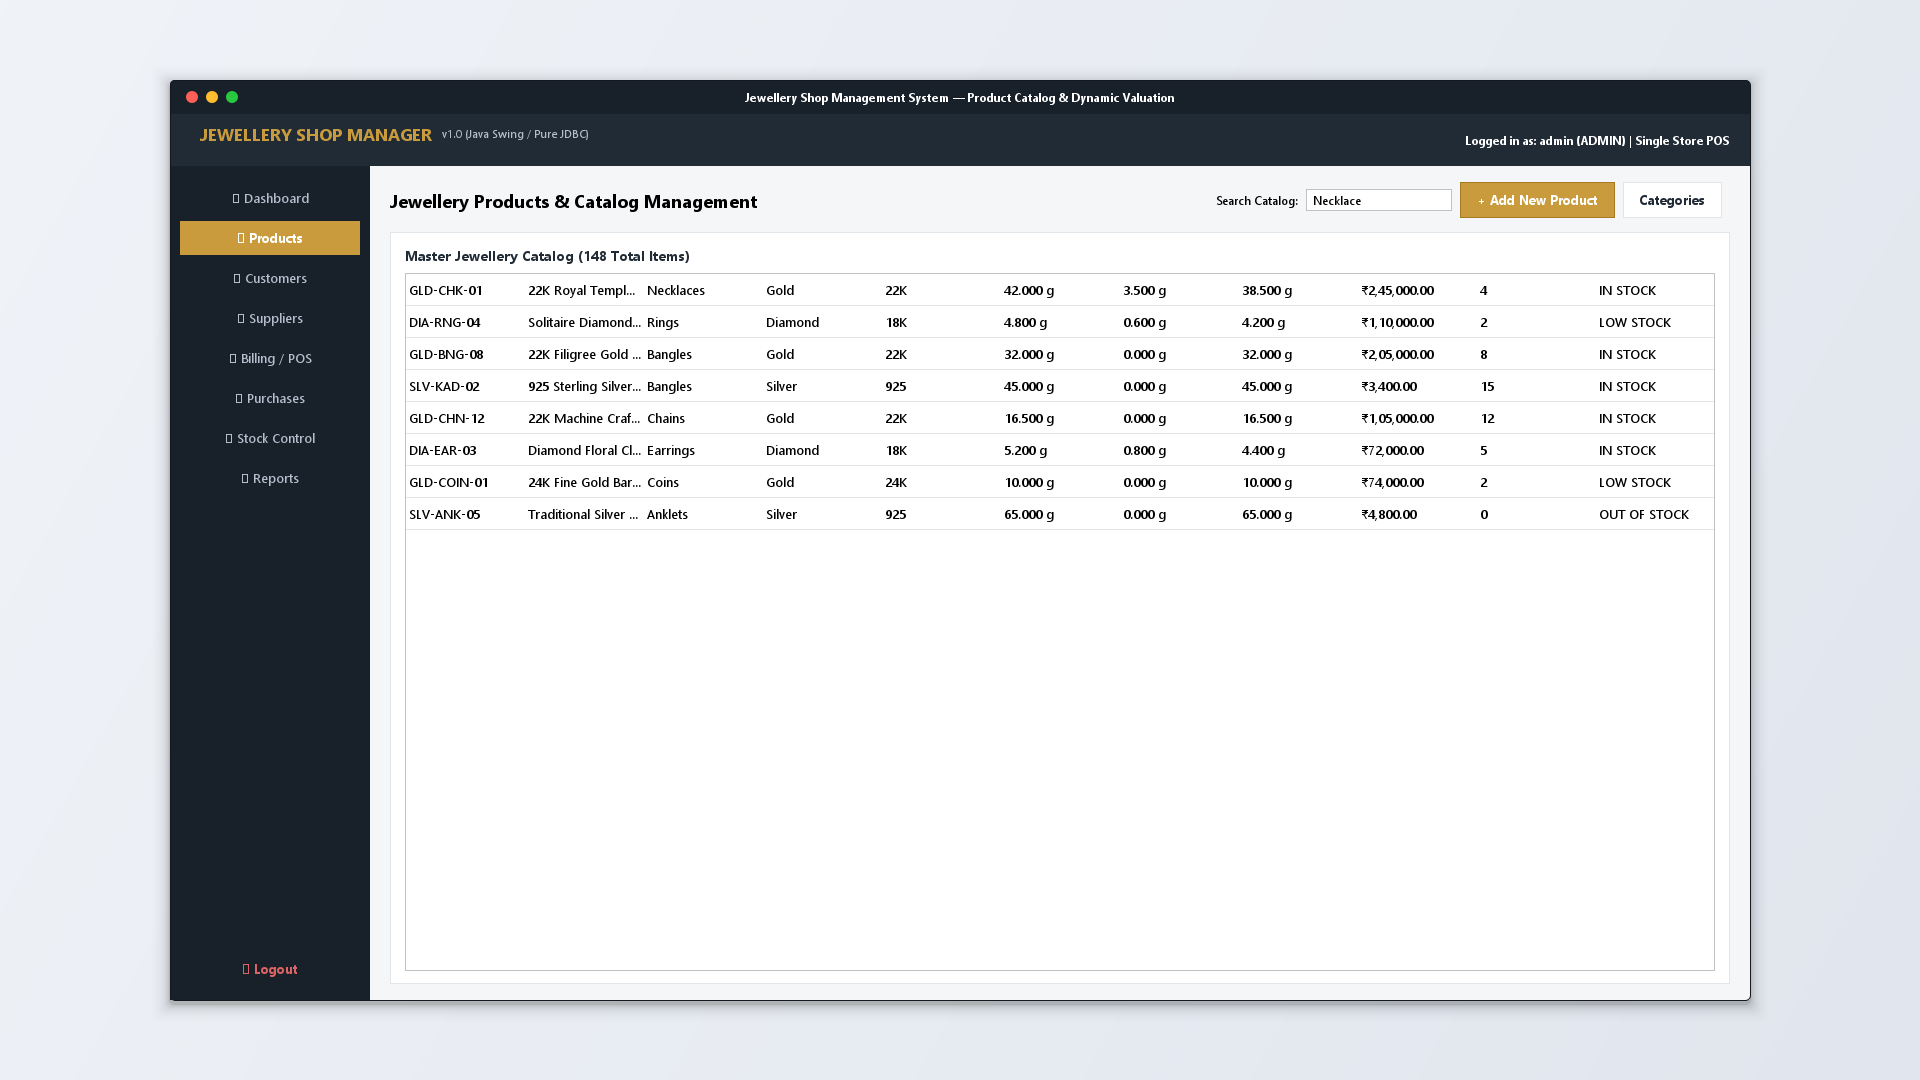 Jewellery Shop Management System — Product Catalog & Dynamic Valuation
JEWELLERY SHOP MANAGER v1.0 (Java Swing / Pure JDBC)
Logged in as: admin (ADMIN) | Single Store POS
Dashboard
Products
Customers
Suppliers
Billing / POS
Purchases
Stock Control
Reports
Logout
Jewellery Products & Catalog Management
Search Catalog: Necklace
+ Add New Product
Categories
Master Jewellery Catalog (148 Total Items)
GLD-CHK-01 22K Royal Templ... Necklaces Gold 22K 42.000 g 3.500 g 38.500 g ₹2,45,000.00 4 IN STOCK
DIA-RNG-04 Solitaire Diamond... Rings Diamond 18K 4.800 g 0.600 g 4.200 g ₹1,10,000.00 2 LOW STOCK
GLD-BNG-08 22K Filigree Gold ... Bangles Gold 22K 32.000 g 0.000 g 32.000 g ₹2,05,000.00 8 IN STOCK
SLV-KAD-02 925 Sterling Silver... Bangles Silver 925 45.000 g 0.000 g 45.000 g ₹3,400.00 15 IN STOCK
GLD-CHN-12 22K Machine Craf... Chains Gold 22K 16.500 g 0.000 g 16.500 g ₹1,05,000.00 12 IN STOCK
DIA-EAR-03 Diamond Floral Cl... Earrings Diamond 18K 5.200 g 0.800 g 4.400 g ₹72,000.00 5 IN STOCK
GLD-COIN-01 24K Fine Gold Bar... Coins Gold 24K 10.000 g 0.000 g 10.000 g ₹74,000.00 2 LOW STOCK
SLV-ANK-05 Traditional Silver ... Anklets Silver 925 65.000 g 0.000 g 65.000 g ₹4,800.00 0 OUT OF STOCK